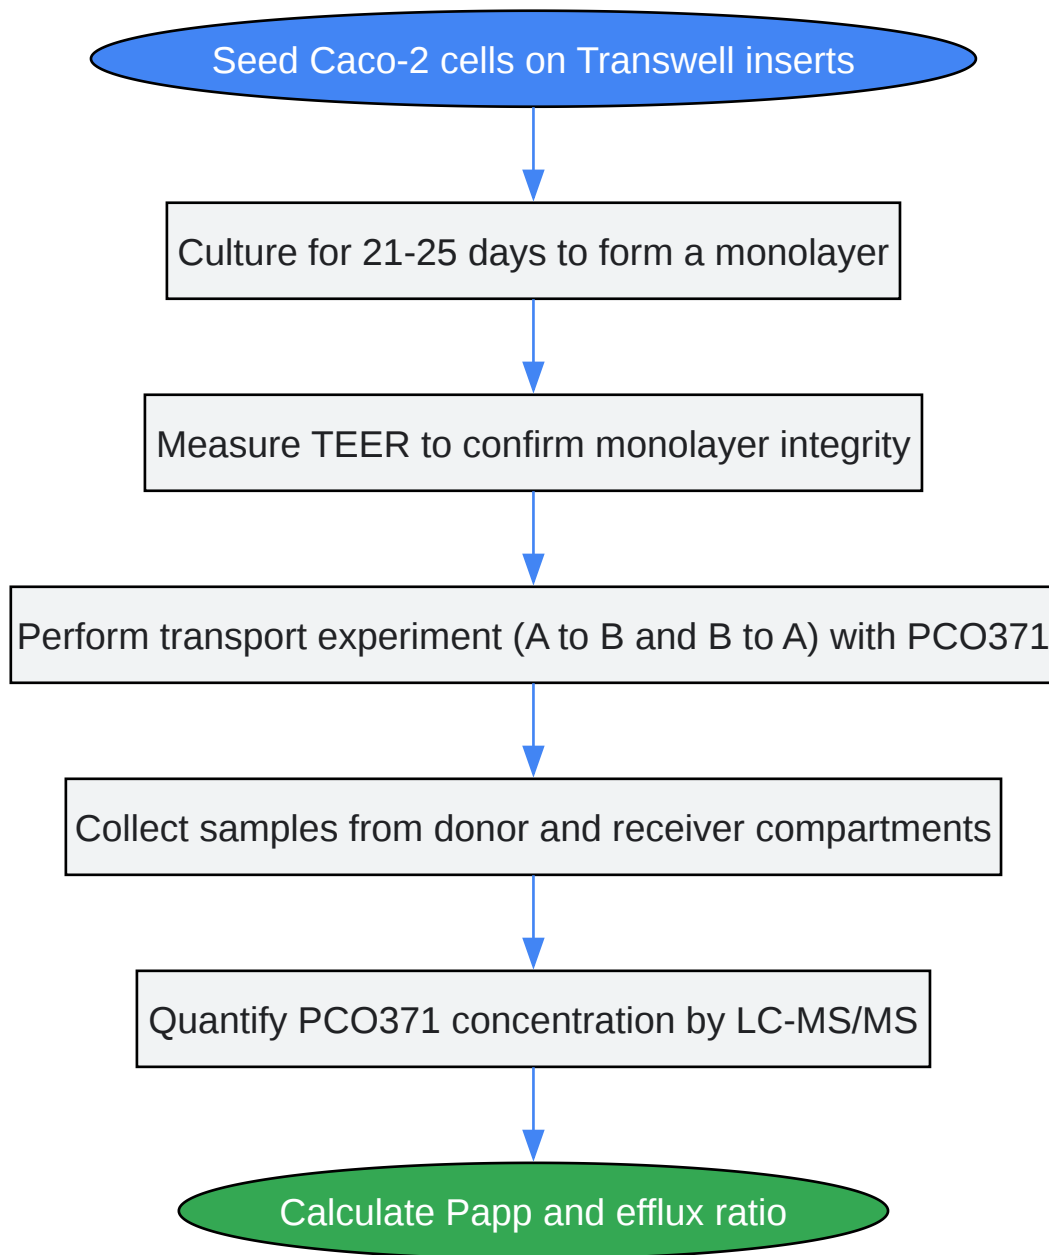 Seed Caco-2 cells on Transwell inserts
Culture for 21-25 days to form a monolayer
Measure TEER to confirm monolayer integrity
Perform transport experiment (A to B and B to A) with PCO371
Collect samples from donor and receiver compartments
Quantify PCO371 concentration by LC-MS/MS
Calculate Papp and efflux ratio